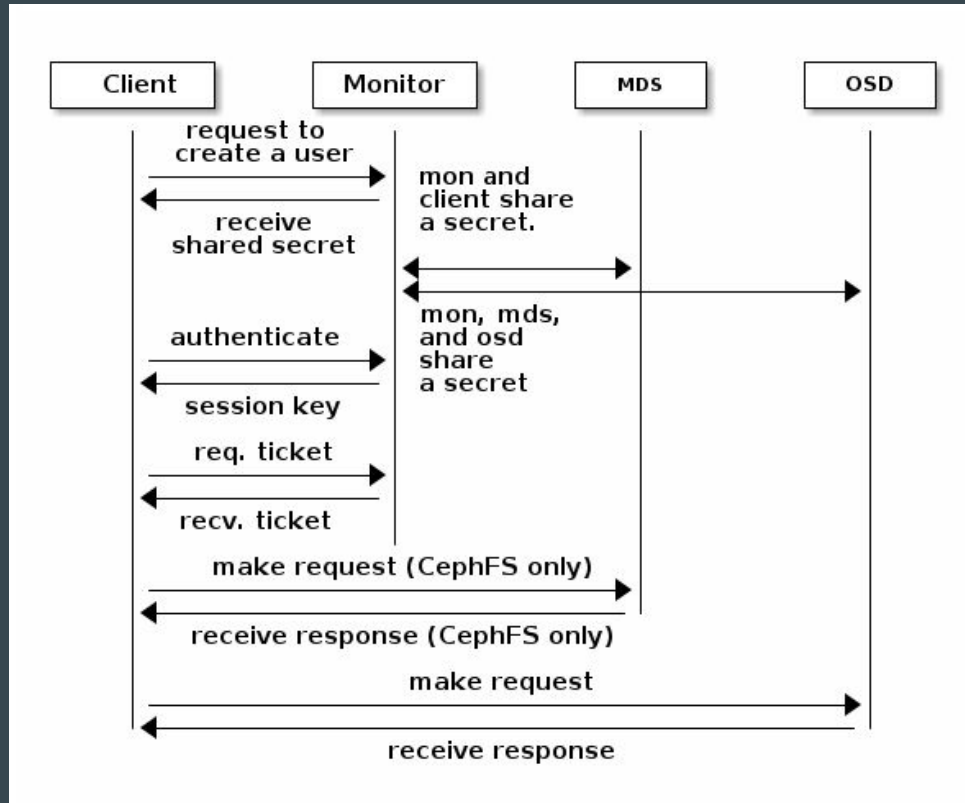 Client
Monitor
MDS
OSD
request to
create a user
mon and
client share
a secret.
receive
shared secret
mon, mds,
and osd
share
a secret
authenticate
session key
req. ticket
recv. ticket
make request (CephFS only)
receive response (CephFS only)
make request
receive response